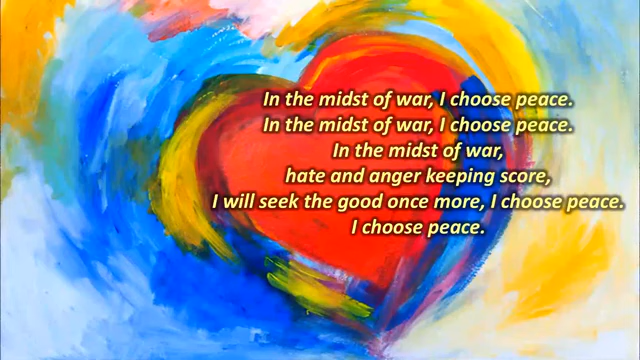 In the midst of war, I choose peace.
In the midst of war, I choose peace.
In the midst of war,
hate and anger keeping score,
I will seek the good once more, I choose peace.
I choose peace.